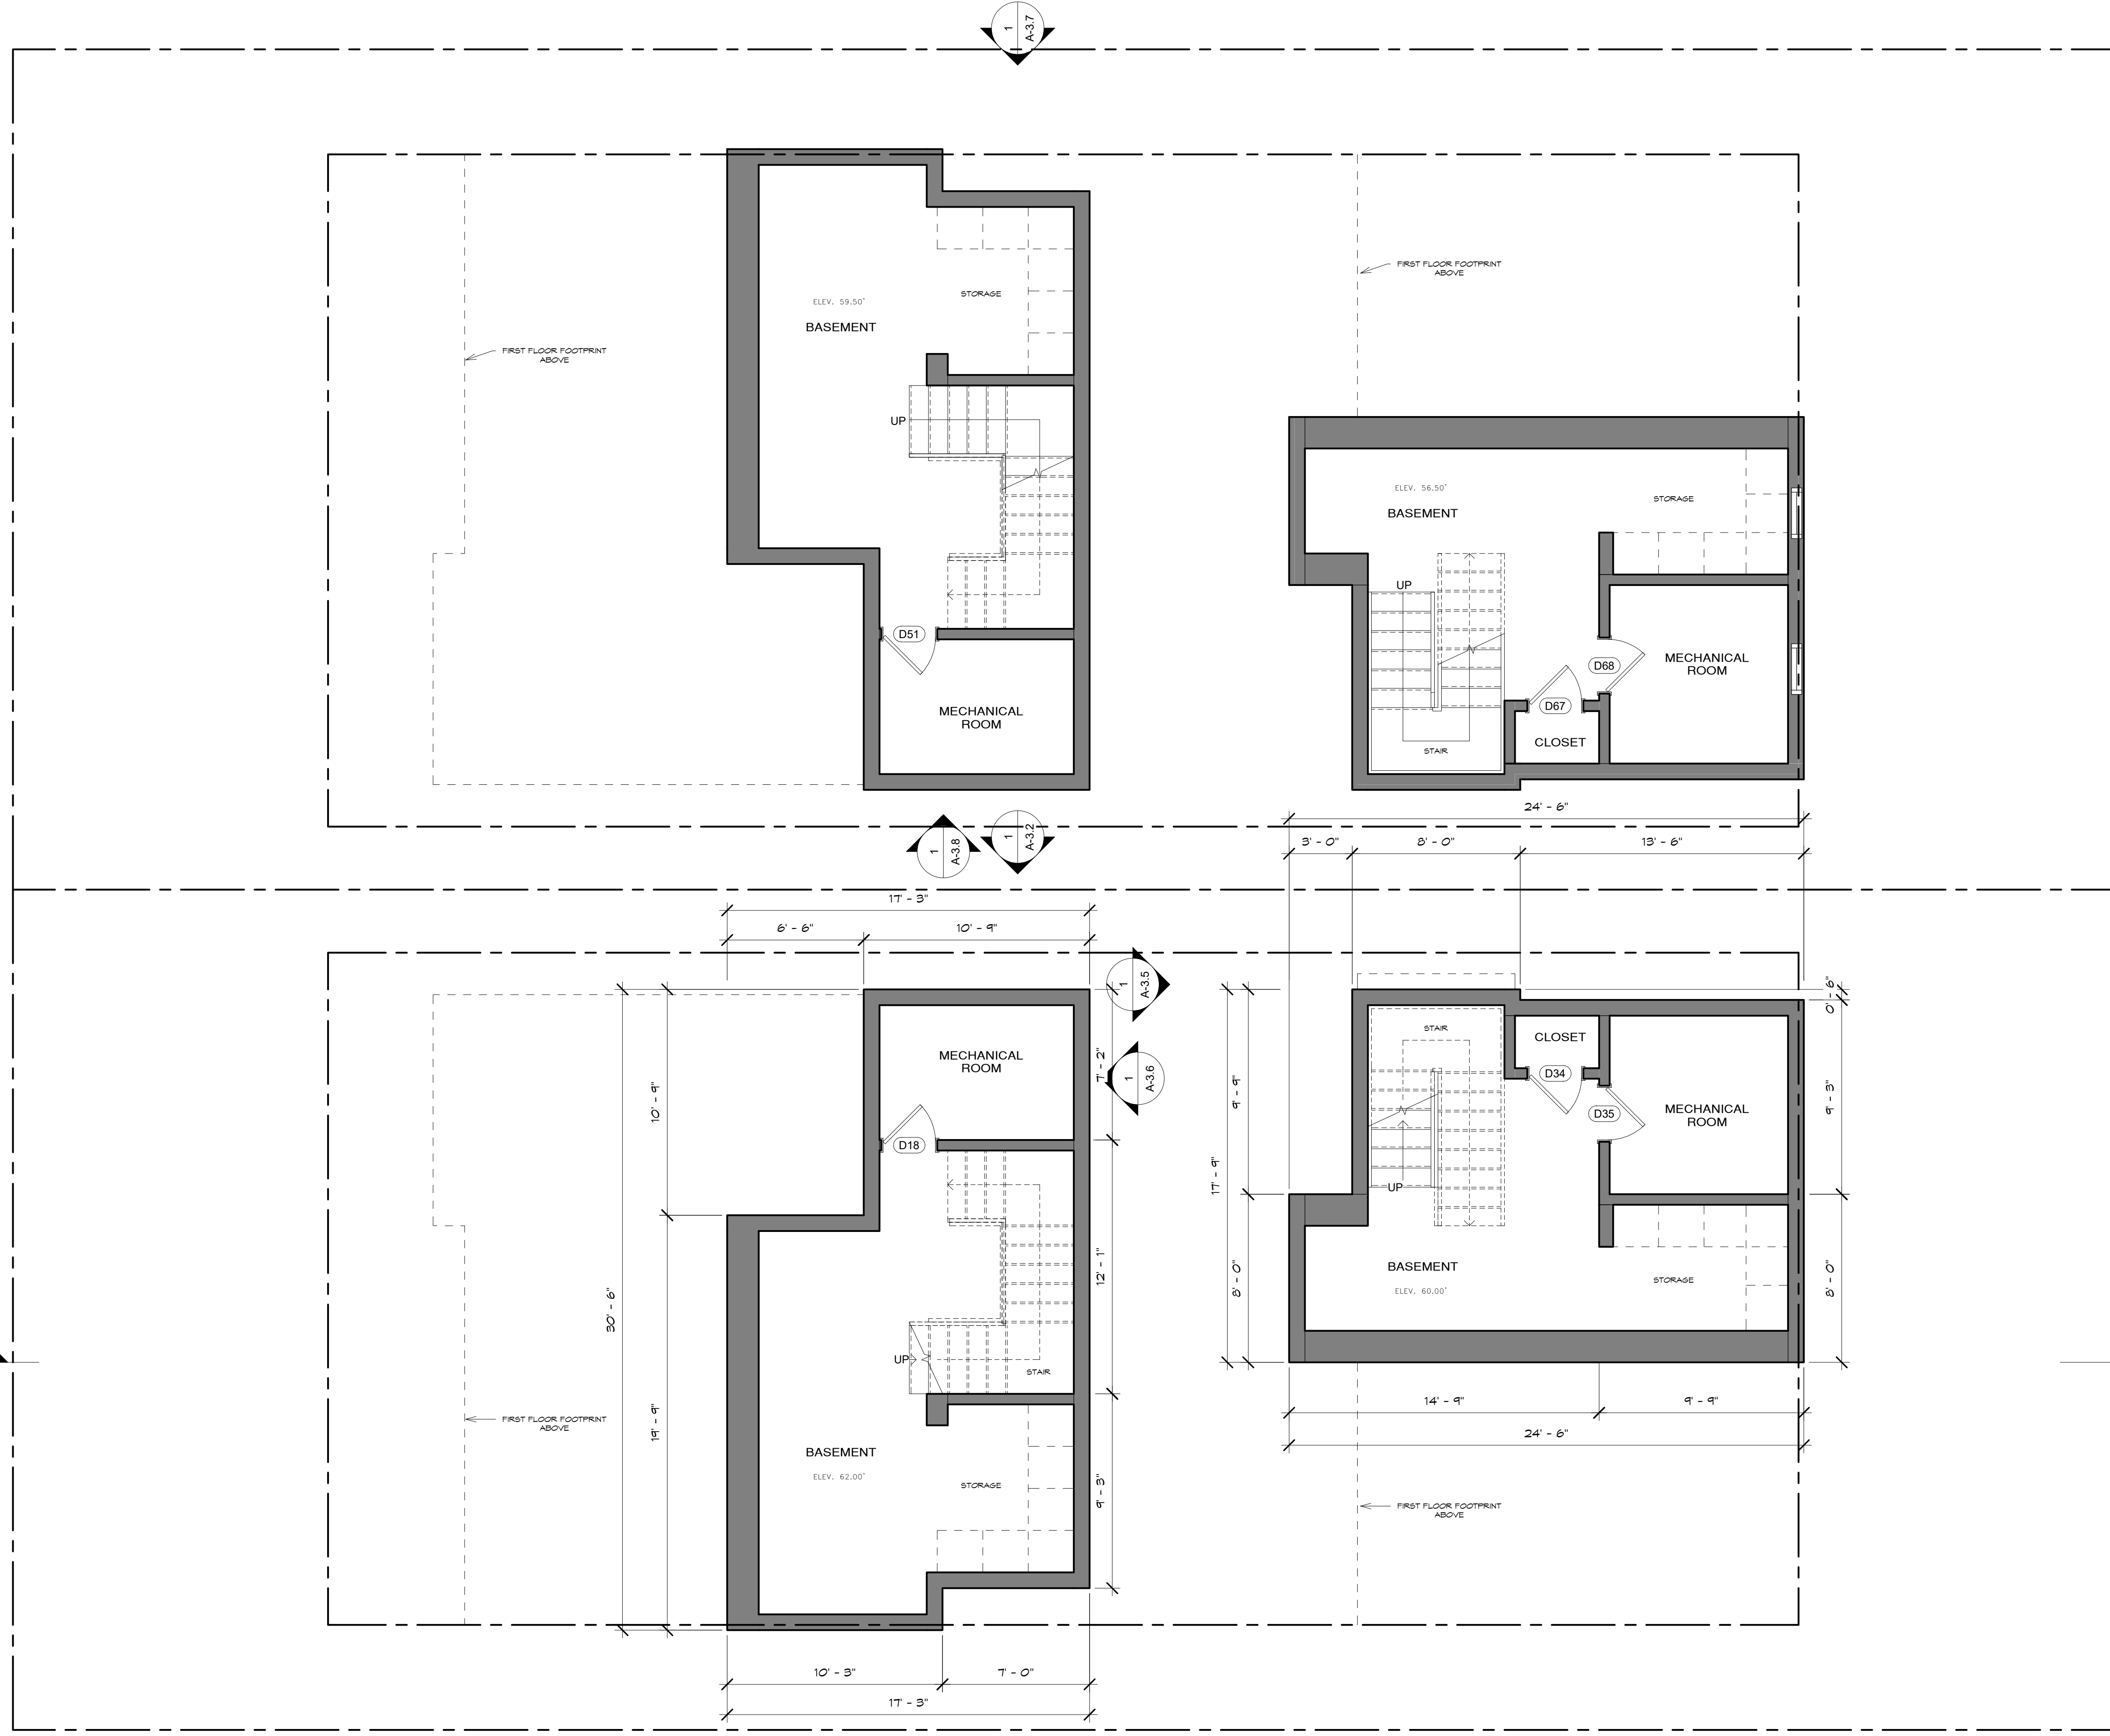 1
A-3.7
FIRST FLOOR FOOTPRINT
ABOVE
ELEV. 59.50'
BASEMENT
STORAGE
UP
D51
MECHANICAL
ROOM
FIRST FLOOR FOOTPRINT
ABOVE
ELEV. 56.50'
BASEMENT
STORAGE
UP
D68
MECHANICAL
ROOM
D67
CLOSET
STAIR
24' - 6"
3' - 0"
8' - 0"
13' - 6"
1
A-3.8
1
A-3.2
17' - 3"
6' - 6"
10' - 9"
1
A-3.5
1
A-3.6
MECHANICAL
ROOM
D18
7' - 2"
10' - 9"
12' - 1"
30' - 6"
UP
STAIR
19' - 9"
FIRST FLOOR FOOTPRINT
ABOVE
BASEMENT
ELEV. 62.00'
STORAGE
9' - 3"
10' - 3"
7' - 0"
17' - 3"
0' - 6"
STAIR
CLOSET
D34
D35
MECHANICAL
ROOM
9' - 9"
9' - 3"
17' - 9"
UP
BASEMENT
ELEV. 60.00'
STORAGE
8' - 0"
8' - 0"
14' - 9"
9' - 9"
24' - 6"
FIRST FLOOR FOOTPRINT
ABOVE